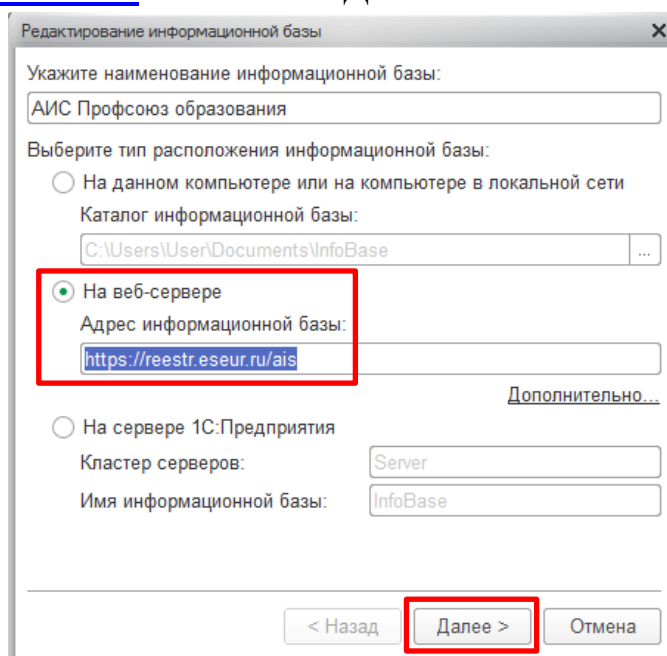 Редактирование информационной базы
Укажите наименование информационной базы:
АИС Профсоюз образования
Выберите тип расположения информационной базы:
На данном компьютере или на компьютере в локальной сети
Каталог информационной базы:
C:\Users\User\Documents\InfoBase ...
На веб-сервере
Адрес информационной базы:
https://reestr.eseur.ru/ais
Дополнительно...
На сервере 1С:Предприятия
Кластер серверов: Server
Имя информационной базы: InfoBase
< Назад Далее > Отмена